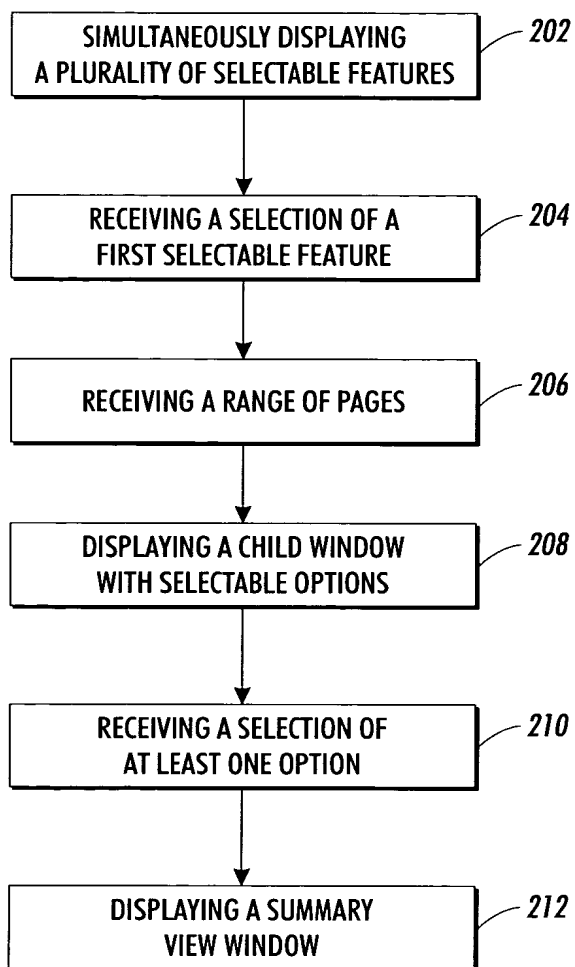 SIMULTANEOUSLY DISPLAYING
A PLURALITY OF SELECTABLE FEATURES
202
RECEIVING A SELECTION OF A
FIRST SELECTABLE FEATURE
204
RECEIVING A RANGE OF PAGES
206
DISPLAYING A CHILD WINDOW
WITH SELECTABLE OPTIONS
208
RECEIVING A SELECTION OF
AT LEAST ONE OPTION
210
DISPLAYING A SUMMARY
VIEW WINDOW
212